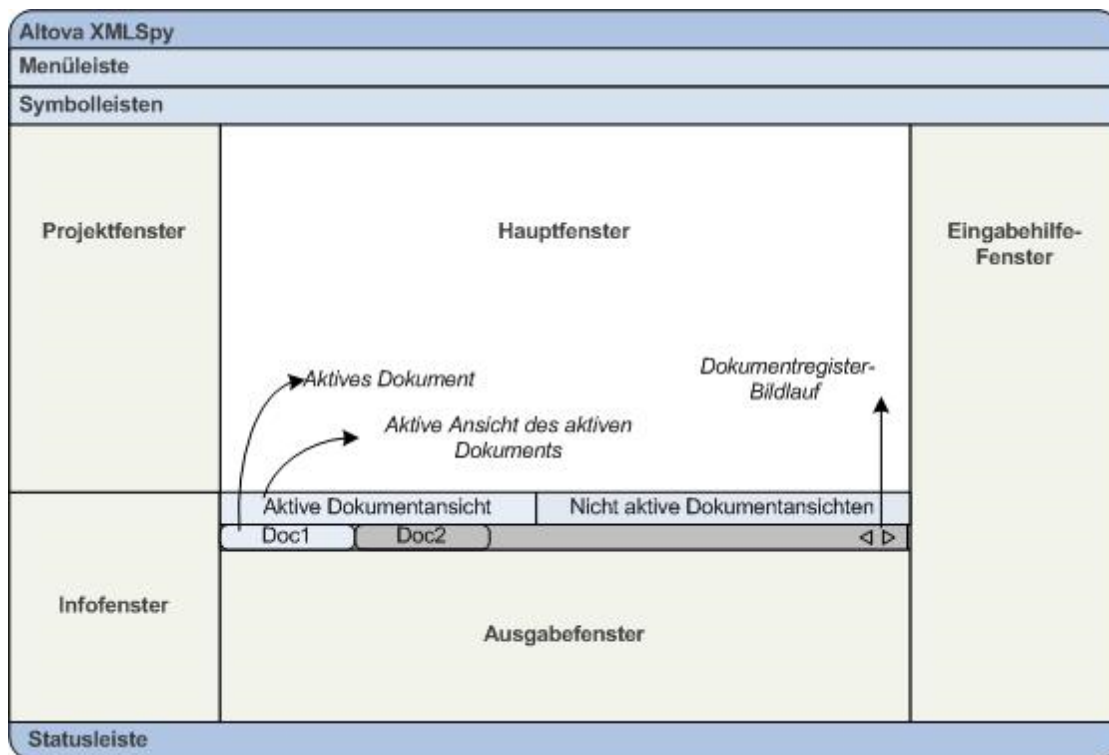 Altova XMLSpy
Menüleiste
Symbolleisten
Projektfenster
Hauptfenster
Eingabehilfe-
Fenster
Aktives Dokument
Dokumentregister-
Bildlauf
Aktive Ansicht des aktiven
Dokuments
Aktive Dokumentansicht
Nicht aktive Dokumentansichten
Doc1
Doc2
Infofenster
Ausgabefenster
Statusleiste